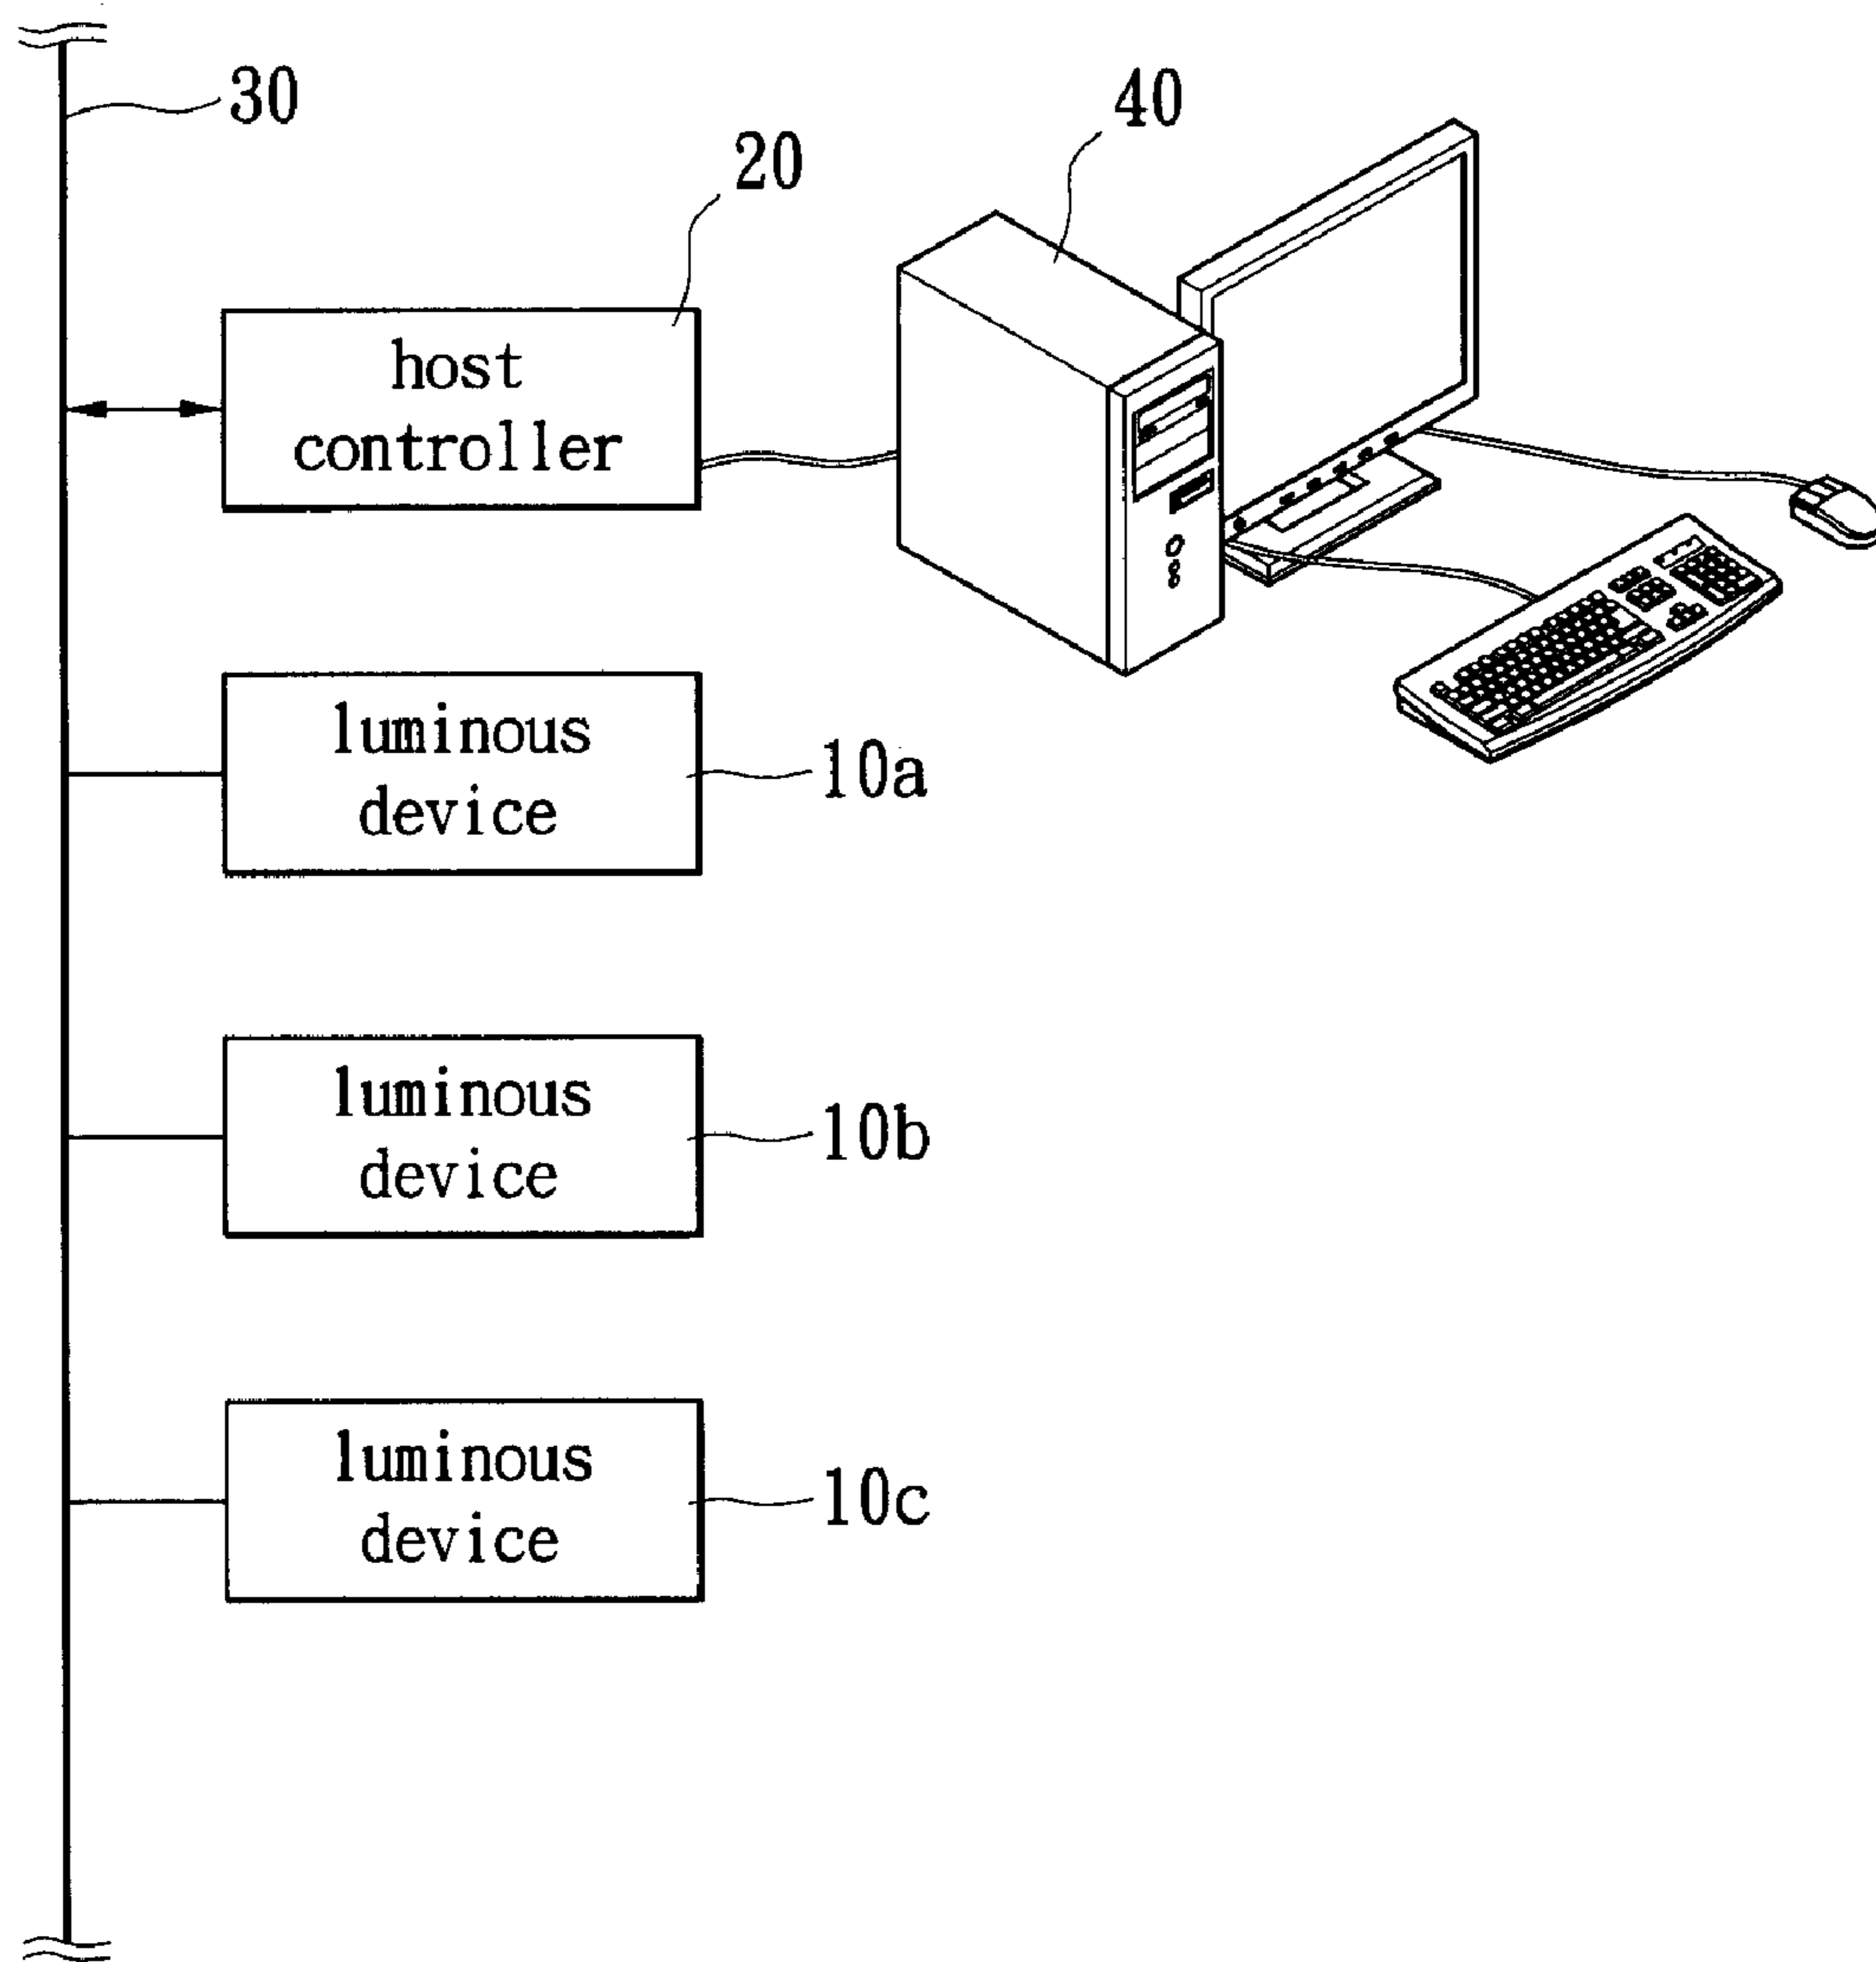 30
40
20
host
controller
luminous
device
10a
luminous
device
10b
luminous
device
10c